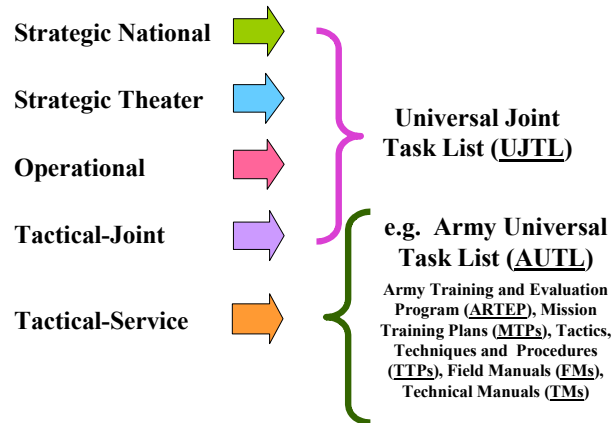 Strategic National
Strategic Theater
Operational
Tactical-Joint
Tactical-Service
Universal Joint
Task List (UJTL)
e.g. Army Universal
Task List (AUTL)
Army Training and Evaluation
Program (ARTEP), Mission
Training Plans (MTPs), Tactics,
Techniques and Procedures
(TTPs), Field Manuals (FMs),
Technical Manuals (TMs)